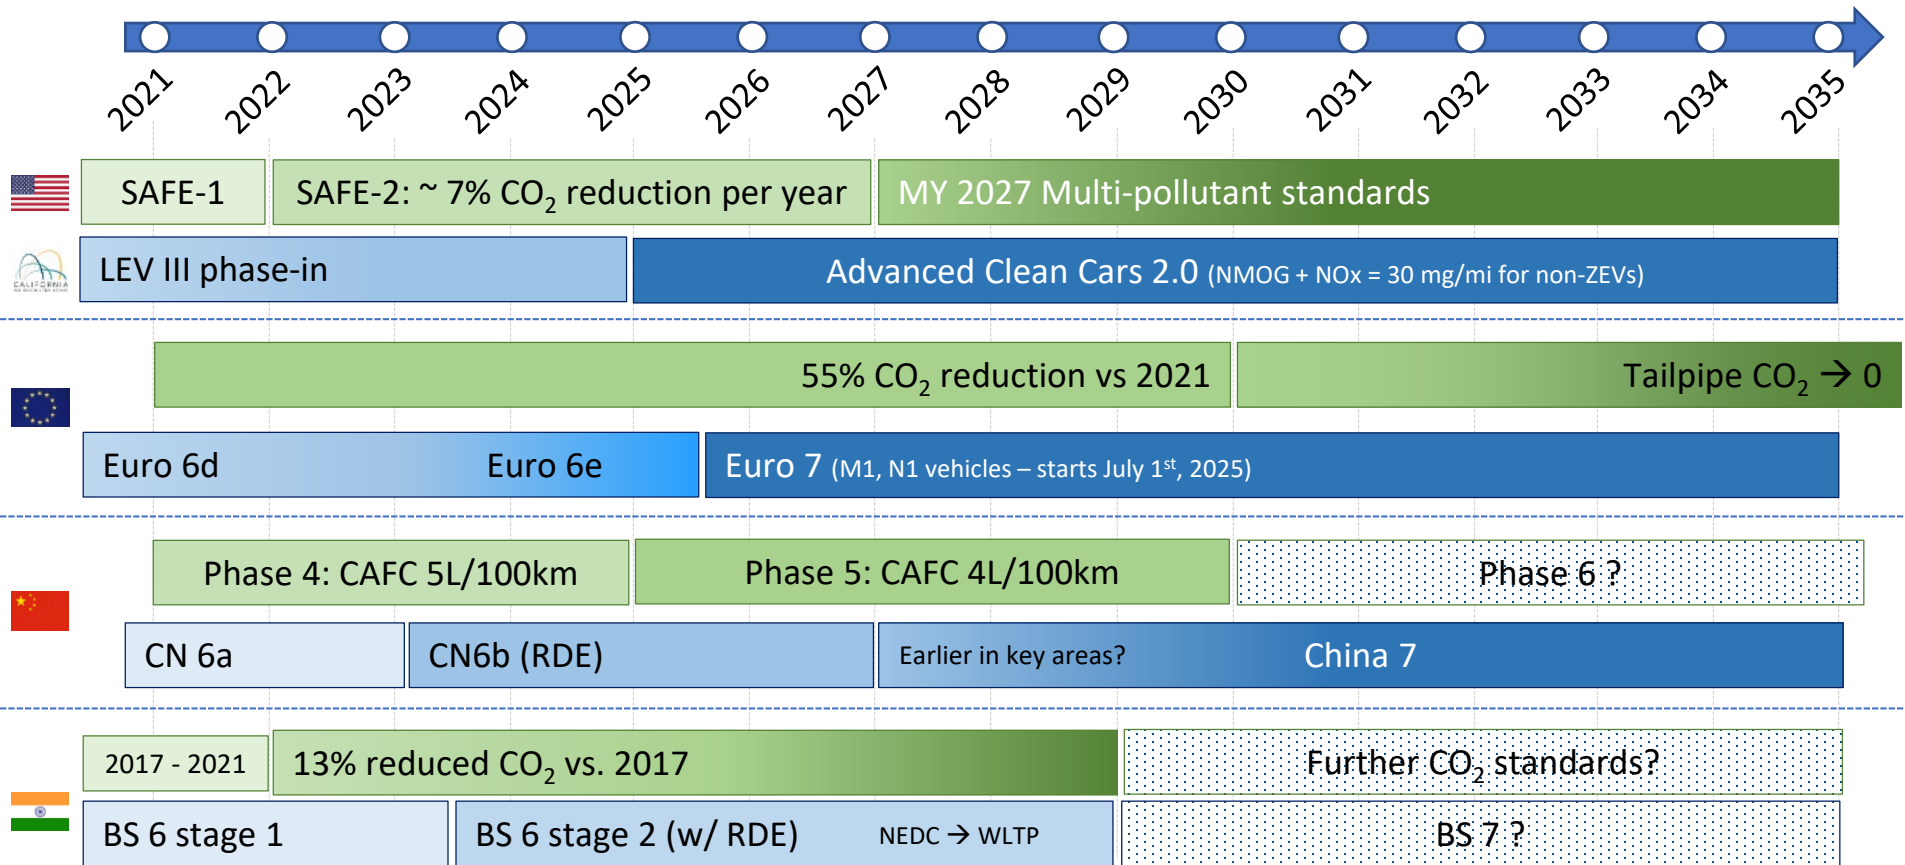 2021 2022 2023 2024 2025 2026 2027 2028 2029 2030 2031 2032 2033 2034 2035
SAFE-1 SAFE-2: ~ 7% CO₂ reduction per year MY 2027 Multi-pollutant standards
CALIFORNIA
LEV III phase-in Advanced Clean Cars 2.0 (NMOG + NOx = 30 mg/mi for non-ZEVs)
55% CO₂ reduction vs 2021 Tailpipe CO₂ → 0
Euro 6d Euro 6e Euro 7 (M1, N1 vehicles – starts July 1st, 2025)
Phase 4: CAFC 5L/100km Phase 5: CAFC 4L/100km Phase 6 ?
CN 6a CN6b (RDE) Earlier in key areas? China 7
2017 - 2021 13% reduced CO₂ vs. 2017 Further CO₂ standards?
BS 6 stage 1 BS 6 stage 2 (w/ RDE) NEDC → WLTP BS 7 ?